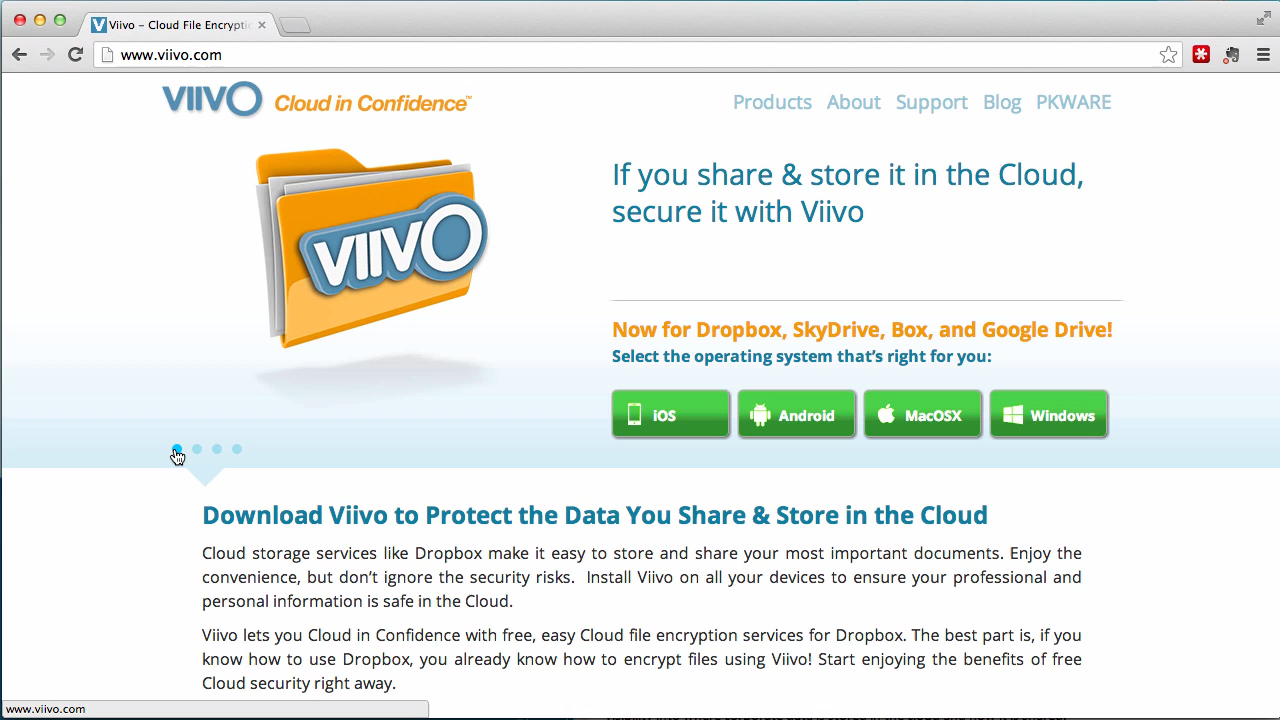 Viivo – Cloud File Encryptic
www.viivo.com
VIIVO Cloud in Confidence™
Products About Support Blog PKWARE
VIIVO
If you share & store it in the Cloud,
secure it with Viivo
Now for Dropbox, SkyDrive, Box, and Google Drive!
Select the operating system that's right for you:
iOS Android MacOSX Windows
Download Viivo to Protect the Data You Share & Store in the Cloud
Cloud storage services like Dropbox make it easy to store and share your most important documents. Enjoy the
convenience, but don't ignore the security risks. Install Viivo on all your devices to ensure your professional and
personal information is safe in the Cloud.
Viivo lets you Cloud in Confidence with free, easy Cloud file encryption services for Dropbox. The best part is, if you
know how to use Dropbox, you already know how to encrypt files using Viivo! Start enjoying the benefits of free
Cloud security right away.
www.viivo.com